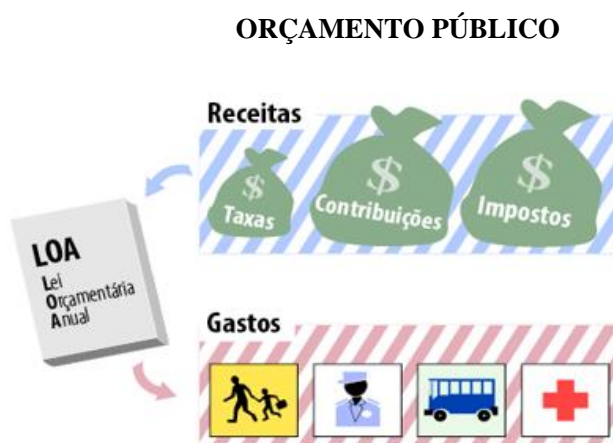 ORÇAMENTO PÚBLICO
Receitas
$ $ $
Taxas Contribuições Impostos
LOA
Lei
Orçamentária
Anual
Gastos